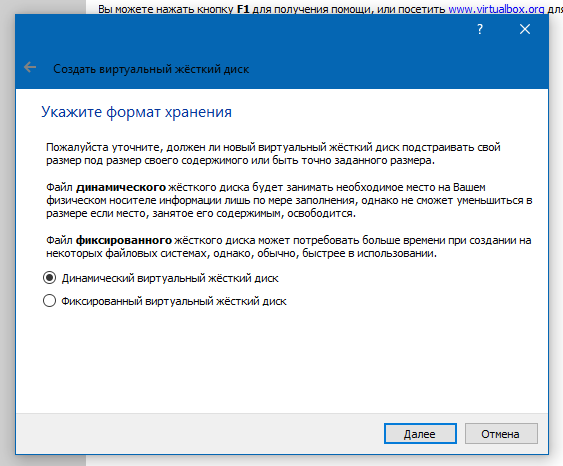 Вы можете нажать кнопку F1 для получения помощи, или посетить www.virtualbox.org для
?
Создать виртуальный жёсткий диск
Укажите формат хранения
Пожалуйста уточните, должен ли новый виртуальный жёсткий диск подстраивать свой
размер под размер своего содержимого или быть точно заданного размера.
Файл динамического жёсткого диска будет занимать необходимое место на Вашем
физическом носителе информации лишь по мере заполнения, однако не сможет уменьшиться в
размере если место, занятое его содержимым, освободится.
Файл фиксированного жёсткого диска может потребовать больше времени при создании на
некоторых файловых системах, однако, обычно, быстрее в использовании.
Динамический виртуальный жёсткий диск
Фиксированный виртуальный жёсткий диск
Далее
Отмена